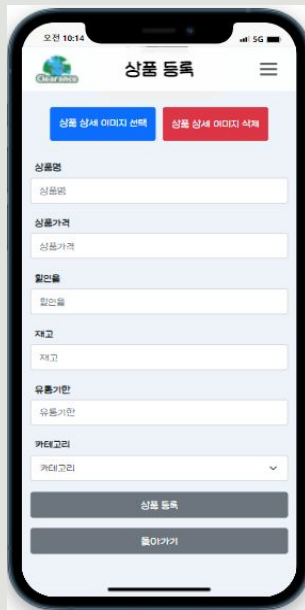 오전 10:14
5G
Clearance
상품 등록
상품 상세 이미지 선택
상품 상세 이미지 삭제
상품명
상품명
상품가격
상품가격
할인율
할인율
재고
재고
유통기한
유통기한
카테고리
카테고리
상품 등록
돌아가기